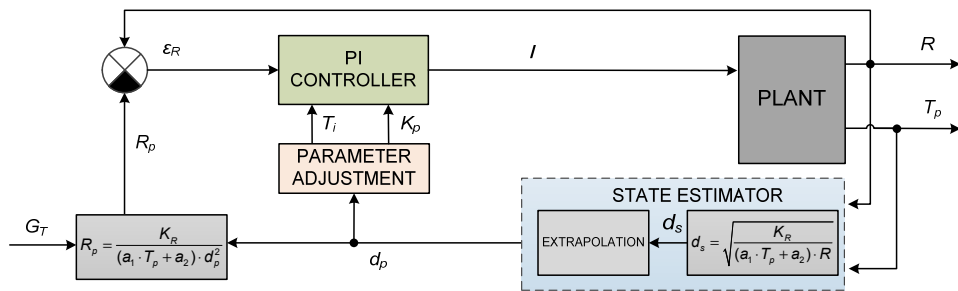 ε_R
PI
CONTROLLER
I
R
PLANT
T_p
R_p
T_i
K_p
PARAMETER
ADJUSTMENT
STATE ESTIMATOR
G_T
R_p = K_R / ((a_1 · T_p + a_2) · d_p^2)
d_p
EXTRAPOLATION
d_s
d_s = √(K_R / ((a_1 · T_p + a_2) · R))